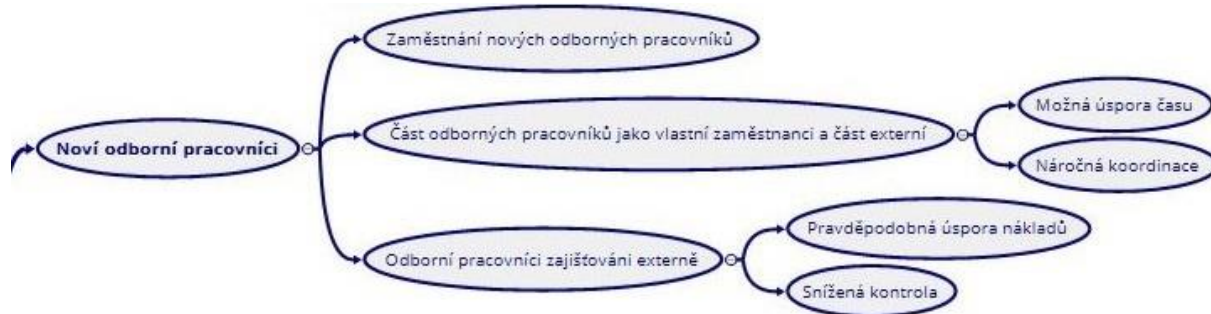 Zaměstnání nových odborných pracovníků
Možná úspora času
Část odborných pracovníků jako vlastní zaměstnanci a část externí
Noví odborní pracovníci
Náročná koordinace
Pravděpodobná úspora nákladů
Odborní pracovníci zajišťováni externě
Snížená kontrola